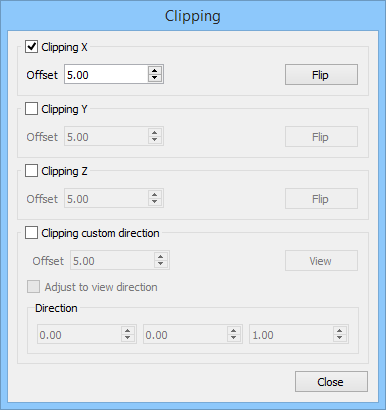 Clipping
Clipping X
Offset 5.00 Flip
Clipping Y
Offset 5.00 Flip
Clipping Z
Offset 5.00 Flip
Clipping custom direction
Offset 5.00 View
Adjust to view direction
Direction
0.00 0.00 1.00
Close